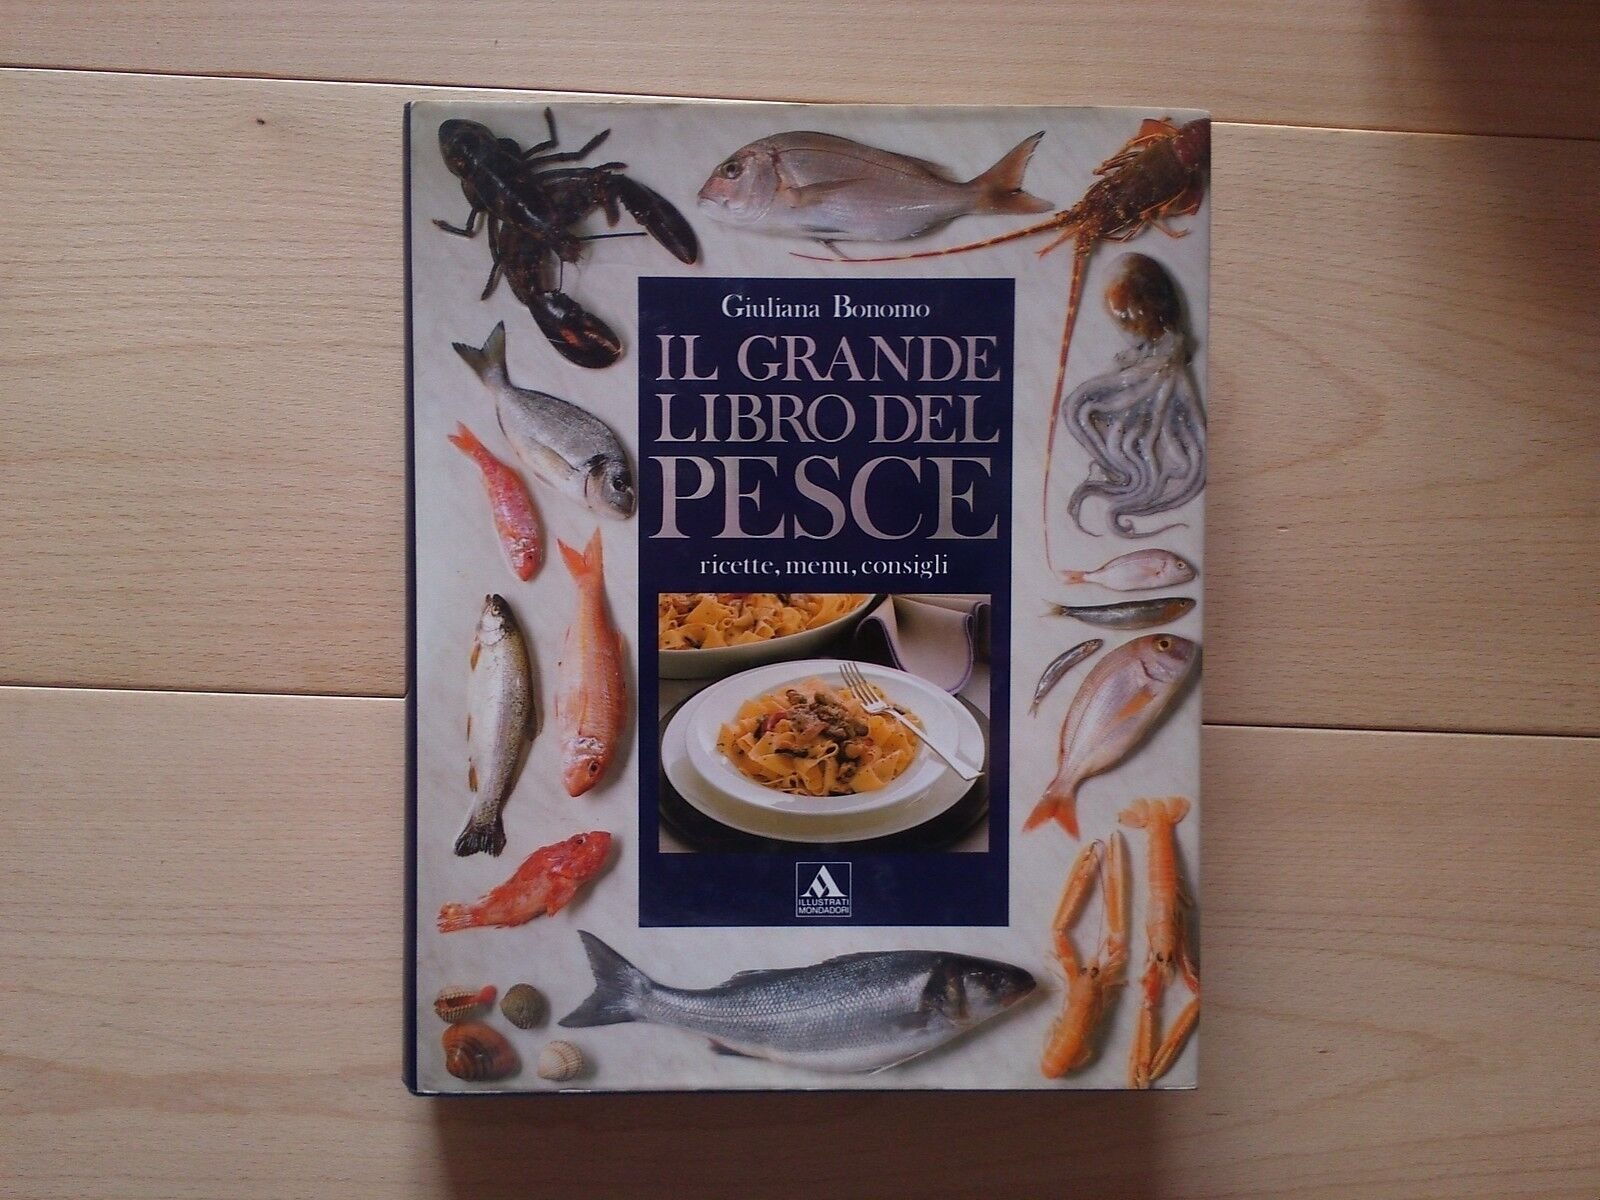 Giuliana Bonomo
IL GRANDE
LIBRO DEL
PESCE
ricette, menu, consigli
ILLUSTRATI
MONDADORI